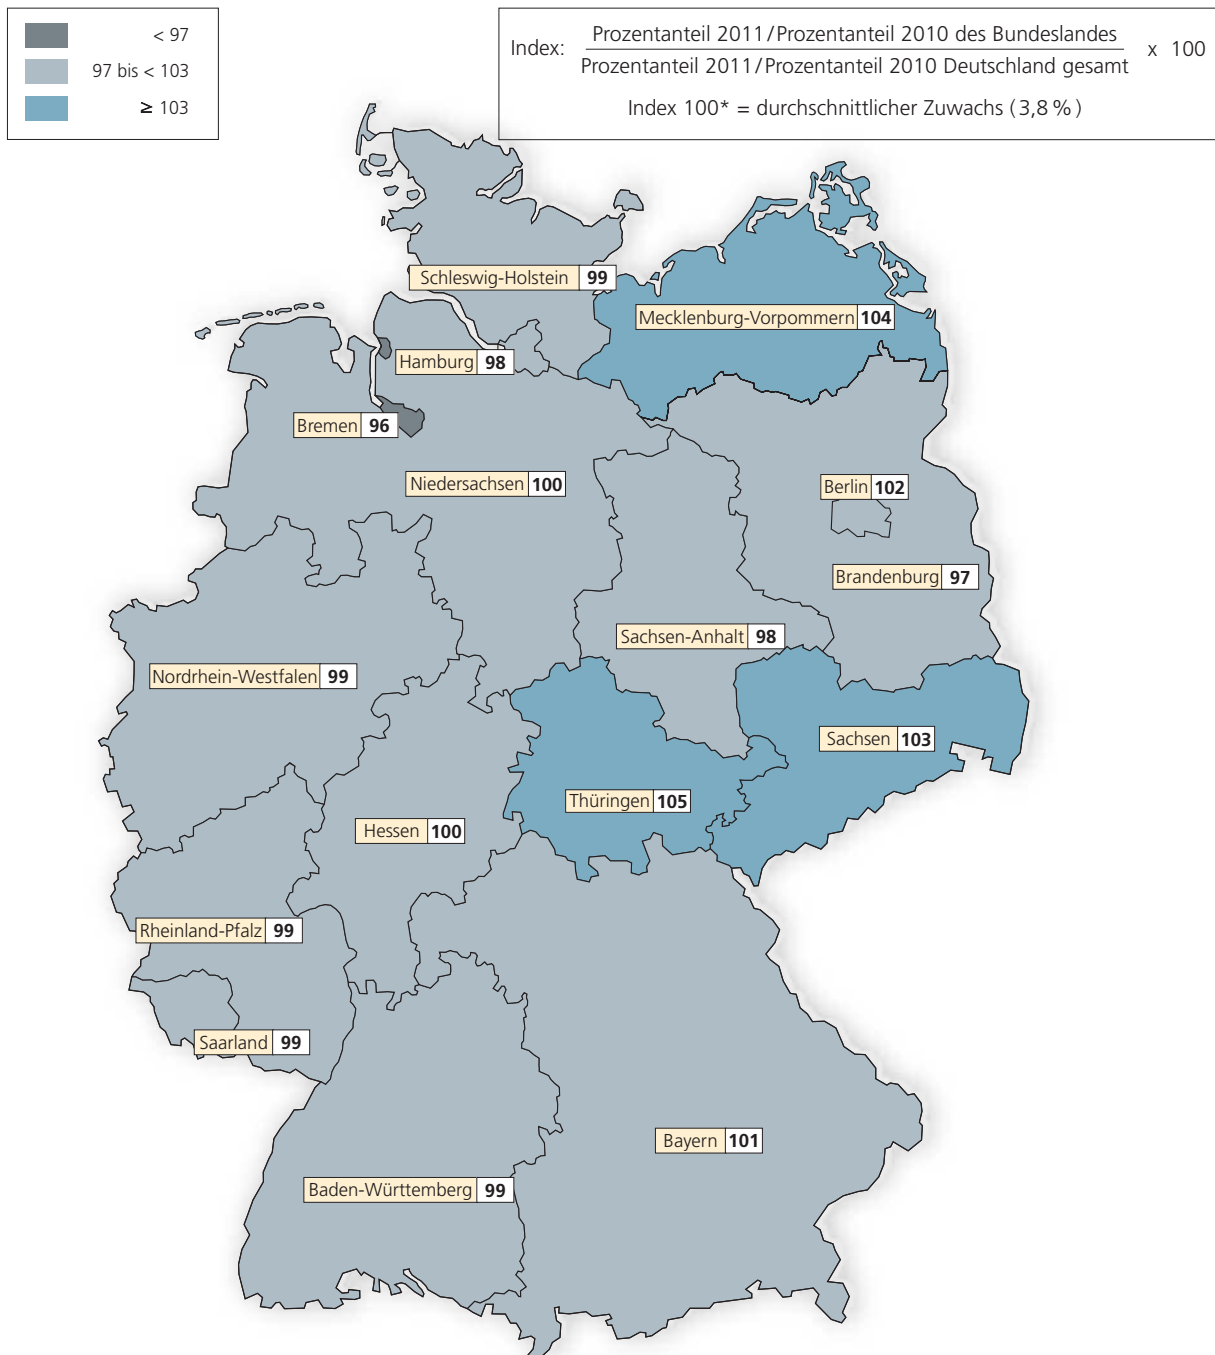 < 97
97 bis < 103
≥ 103
Index:
Prozentanteil 2011/Prozentanteil 2010 des Bundeslandes
Prozentanteil 2011/Prozentanteil 2010 Deutschland gesamt
x 100
Index 100* = durchschnittlicher Zuwachs (3,8 %)
Schleswig-Holstein 99
Mecklenburg-Vorpommern 104
Hamburg 98
Bremen 96
Niedersachsen 100
Berlin 102
Brandenburg 97
Sachsen-Anhalt 98
Nordrhein-Westfalen 99
Sachsen 103
Thüringen 105
Hessen 100
Rheinland-Pfalz 99
Saarland 99
Bayern 101
Baden-Württemberg 99